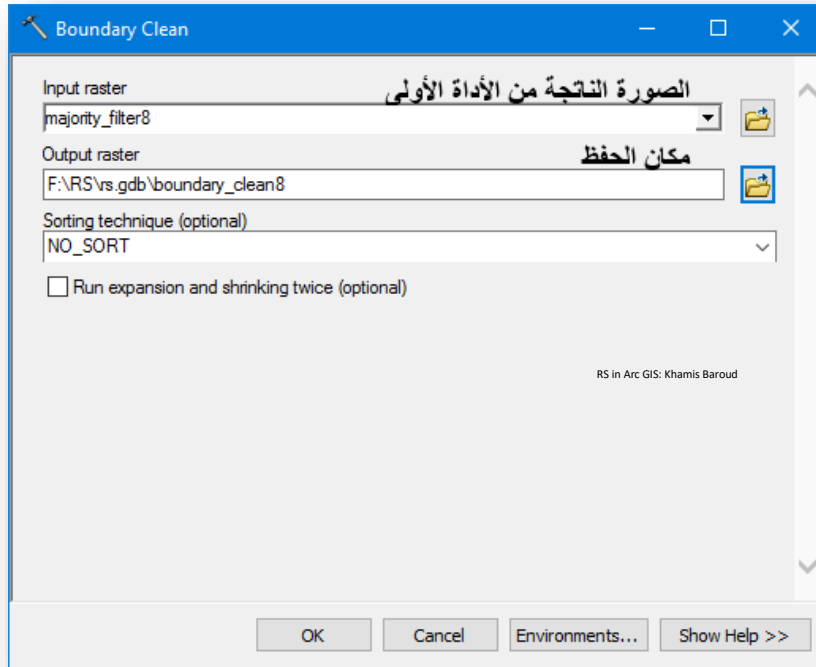 Boundary Clean
Input raster
الصورة الناتجة من الأداة الأولى
majority_filter8
Output raster
مكان الحفظ
F:\RS\rs.gdb\boundary_clean8
Sorting technique (optional)
NO_SORT
Run expansion and shrinking twice (optional)
RS in Arc GIS: Khamis Baroud
OK
Cancel
Environments...
Show Help >>